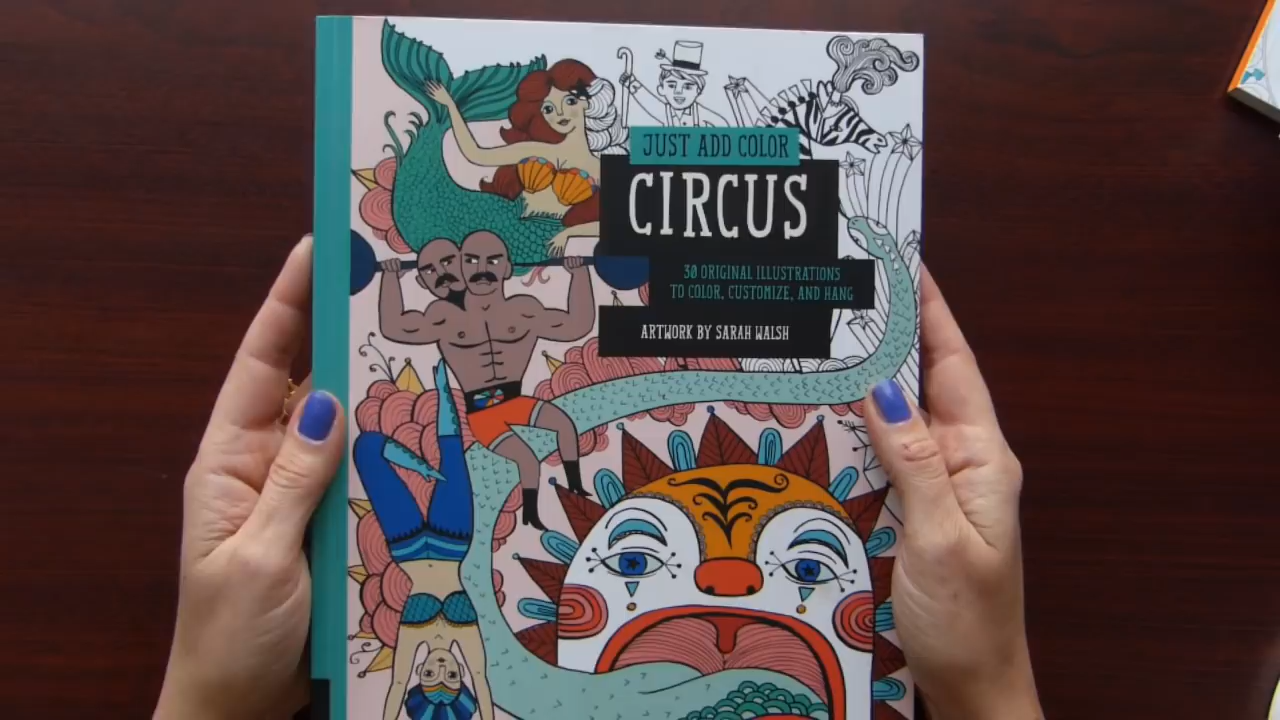 JUST ADD COLOR
CIRCUS
30 ORIGINAL ILLUSTRATIONS
TO COLOR, CUSTOMIZE, AND HANG
ARTWORK BY SARAH WALSH